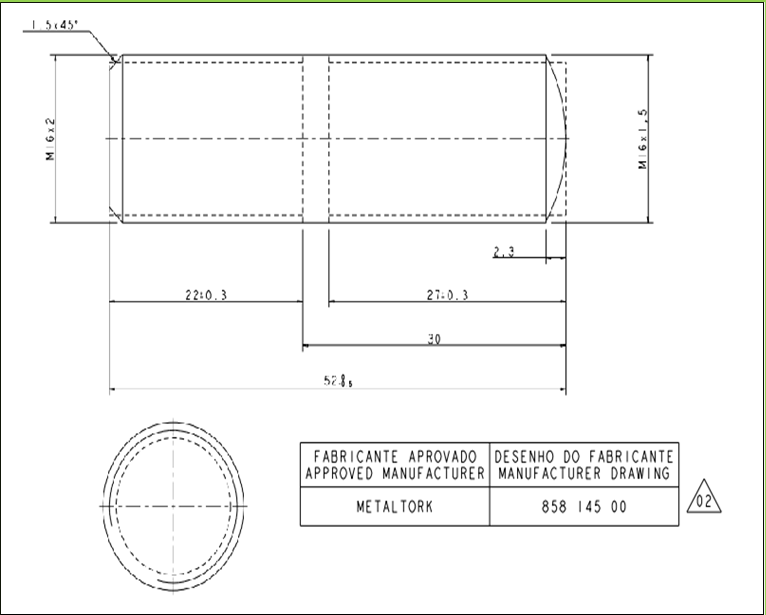 1.5x45°
M16x2
M16x1,5
2,3
22±0.3
27±0.3
30
52
FABRICANTE APROVADO
APPROVED MANUFACTURER
DESENHO DO FABRICANTE
MANUFACTURER DRAWING
METALTORK
858 145 00
02